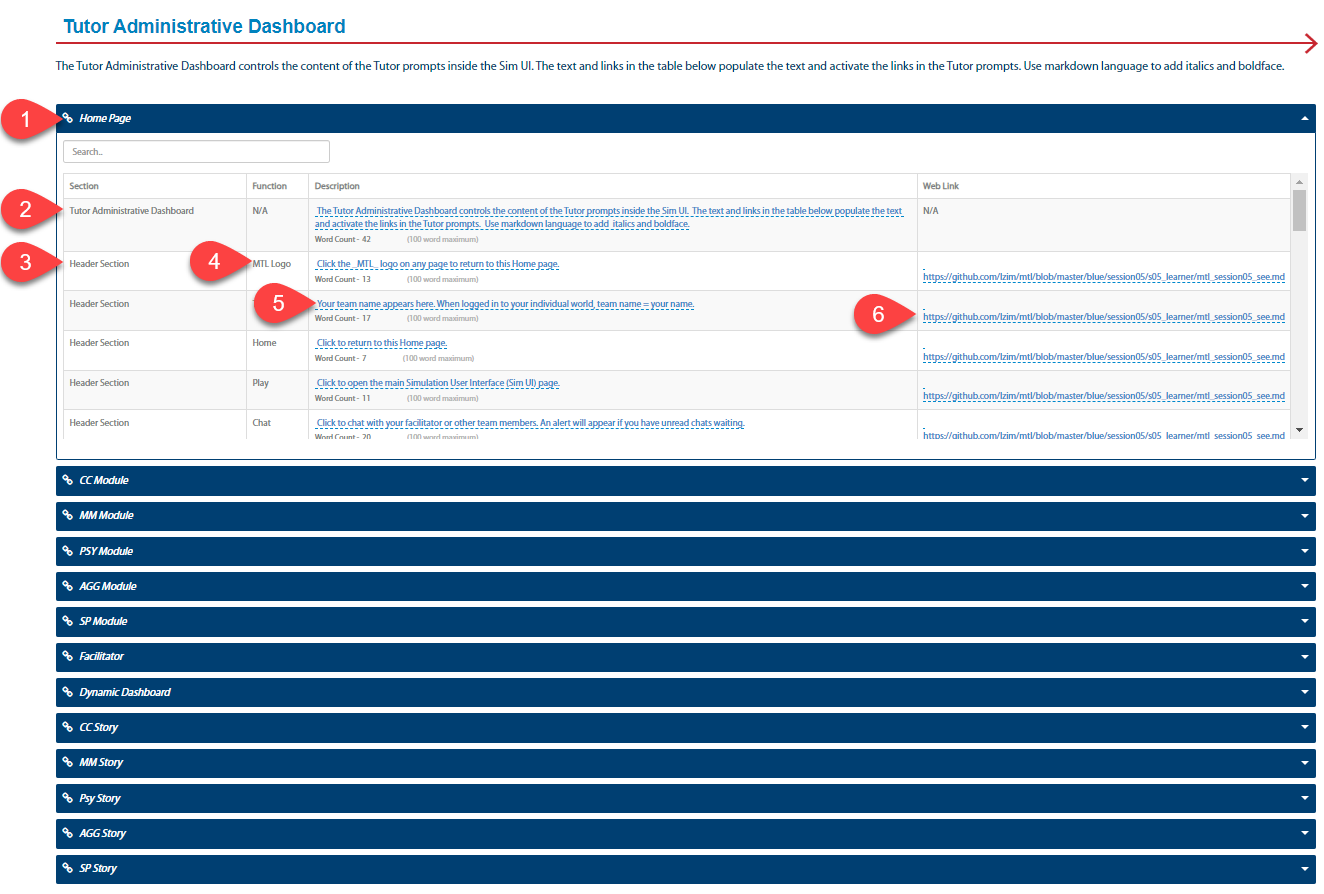 Tutor Administrative Dashboard
The Tutor Administrative Dashboard controls the content of the Tutor prompts inside the Sim UI. The text and links in the table below populate the text and activate the links in the Tutor prompts. Use markdown language to add italics and boldface.
1
Home Page
Search..
Section Function Description Web Link
2
Tutor Administrative Dashboard N/A The Tutor Administrative Dashboard controls the content of the Tutor prompts inside the Sim UI. The text and links in the table below populate the text N/A
and activate the links in the Tutor prompts. Use markdown language to add italics and boldface.
Word Count - 42 (100 word maximum)
3
Header Section
4
MTL Logo Click the _MTL_ logo on any page to return to this Home page.
Word Count - 13 (100 word maximum) https://github.com/lzim/mtl/blob/master/blue/session05/s05_learner/mtl_session05_see.md
Header Section
5
Your team name appears here. When logged in to your individual world, team name = your name.
Word Count - 17 (100 word maximum)
6
https://github.com/lzim/mtl/blob/master/blue/session05/s05_learner/mtl_session05_see.md
Header Section Home Click to return to this Home page.
Word Count - 7 (100 word maximum) https://github.com/lzim/mtl/blob/master/blue/session05/s05_learner/mtl_session05_see.md
Header Section Play Click to open the main Simulation User Interface (Sim UI) page.
Word Count - 11 (100 word maximum) https://github.com/lzim/mtl/blob/master/blue/session05/s05_learner/mtl_session05_see.md
Header Section Chat Click to chat with your facilitator or other team members. An alert will appear if you have unread chats waiting.
Word Count - 20 (100 word maximum) https://github.com/lzim/mtl/blob/master/blue/session05/s05_learner/mtl_session05_see.md
CC Module
MM Module
PSY Module
AGG Module
SP Module
Facilitator
Dynamic Dashboard
CC Story
MM Story
Psy Story
AGG Story
SP Story